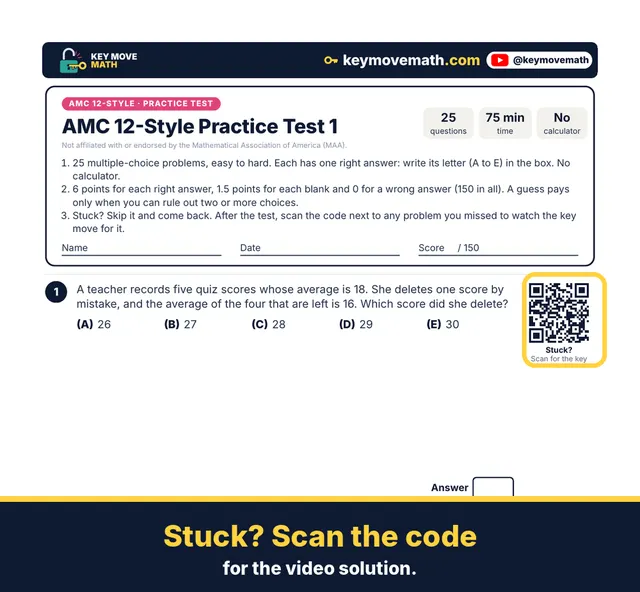 KEY MOVE
MATH
keymovemath.com
@keymovemath
AMC 12-STYLE · PRACTICE TEST
AMC 12-Style Practice Test 1
Not affiliated with or endorsed by the Mathematical Association of America (MAA).
25
questions
75 min
time
No
calculator
1. 25 multiple-choice problems, easy to hard. Each has one right answer: write its letter (A to E) in the box. No
calculator.
2. 6 points for each right answer, 1.5 points for each blank and 0 for a wrong answer (150 in all). A guess pays
only when you can rule out two or more choices.
3. Stuck? Skip it and come back. After the test, scan the code next to any problem you missed to watch the key
move for it.
Name Date Score / 150
1 A teacher records five quiz scores whose average is 18. She deletes one score by
mistake, and the average of the four that are left is 16. Which score did she delete?
(A) 26 (B) 27 (C) 28 (D) 29 (E) 30
Stuck?
Scan for the key
Answer
Stuck? Scan the code
for the video solution.